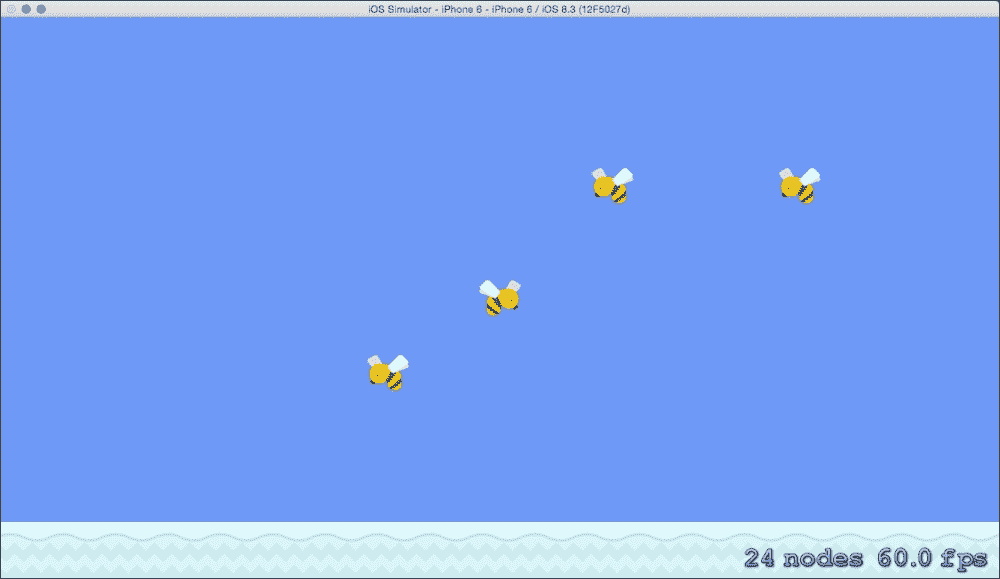 iOS Simulator - iPhone 6 - iPhone 6 / iOS 8.3 (12F5027d)
24 nodes 60.0 fps